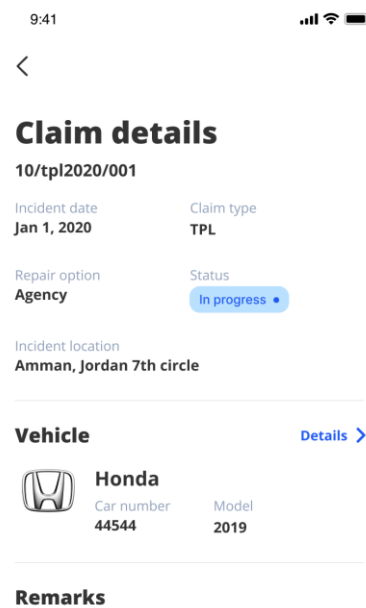 9:41
Claim details
10/tpl2020/001
Incident date
Claim type
Jan 1, 2020
TPL
Repair option
Status
Agency
In progress
Incident location
Amman, Jordan 7th circle
Vehicle
Details
Honda
Car number
Model
44544
2019
Remarks